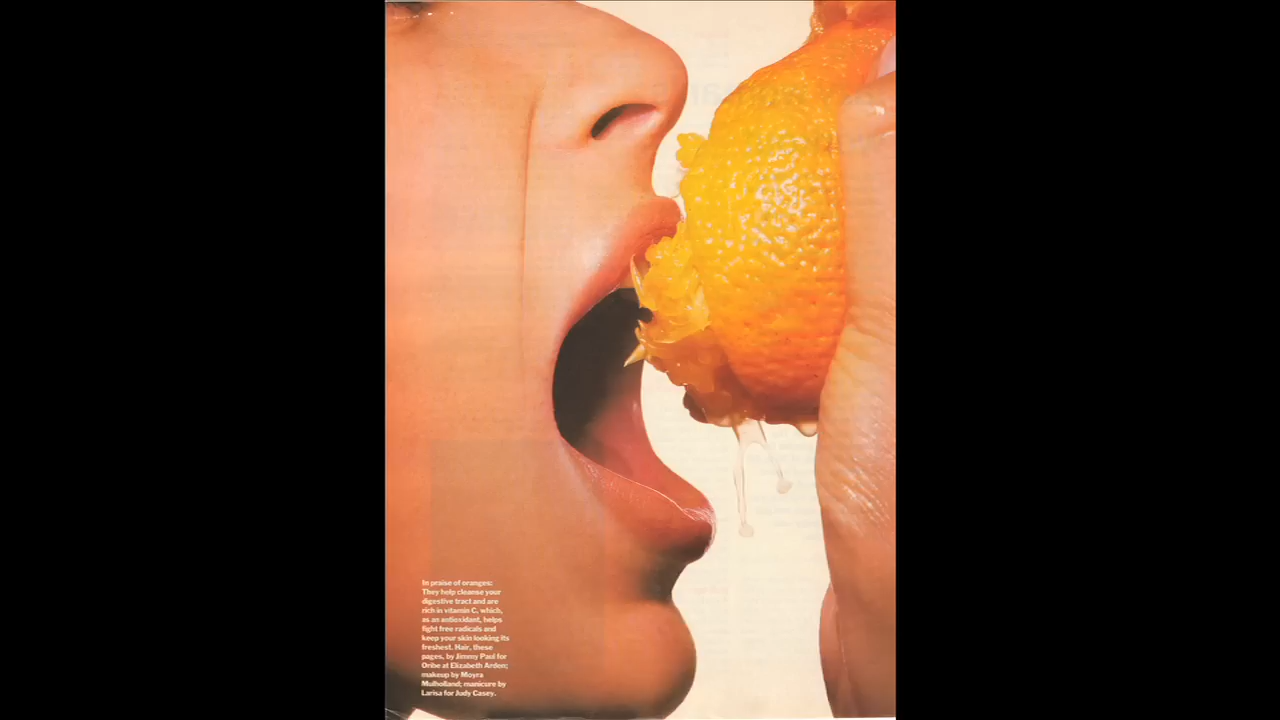 In praise of oranges:
They help cleanse your
digestive tract and are
rich in vitamin C, which,
as an antioxidant, helps
fight free radicals and
keep your skin looking its
freshest. Hair, these
pages, by Jimmy Paul for
Oribe at Elizabeth Arden;
makeup by Moyra
Mulholland; manicure by
Larisa for Judy Casey.